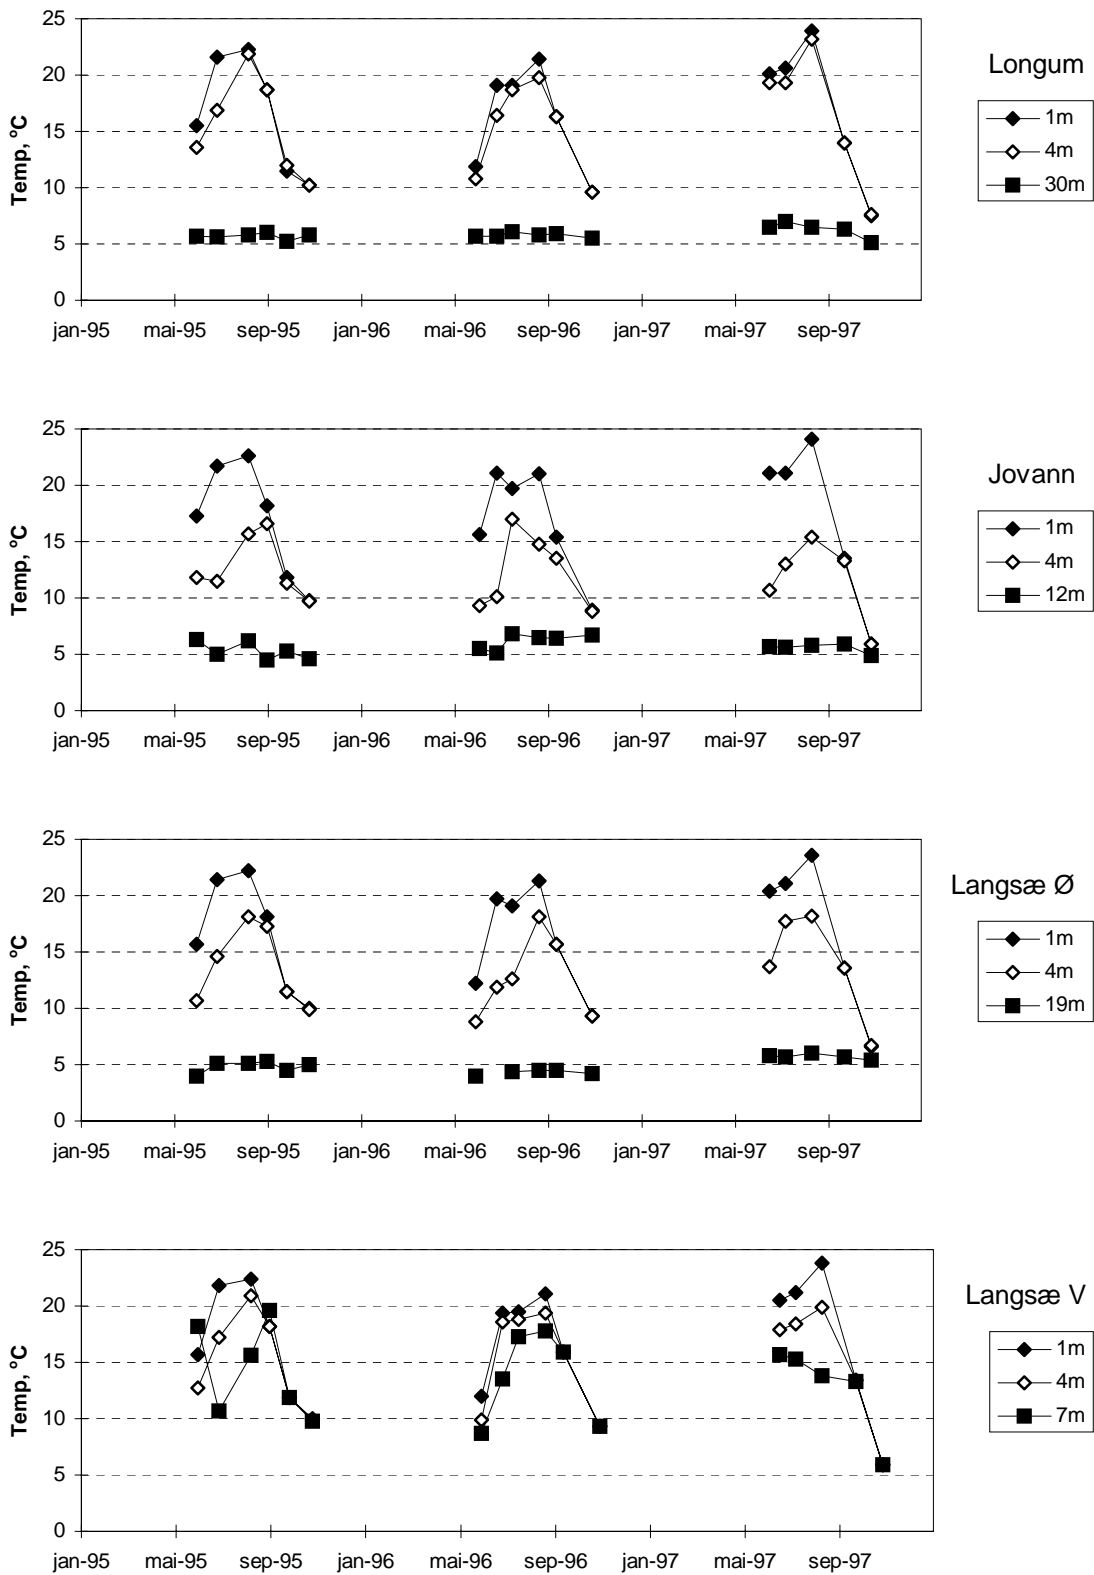 25
20
15
10
5
0
Temp, °C
jan-95 mai-95 sep-95 jan-96 mai-96 sep-96 jan-97 mai-97 sep-97
Longum
1m
4m
30m
25
20
15
10
5
0
Temp, °C
jan-95 mai-95 sep-95 jan-96 mai-96 sep-96 jan-97 mai-97 sep-97
Jovann
1m
4m
12m
25
20
15
10
5
0
Temp, °C
jan-95 mai-95 sep-95 jan-96 mai-96 sep-96 jan-97 mai-97 sep-97
Langsæ Ø
1m
4m
19m
25
20
15
10
5
0
Temp, °C
jan-95 mai-95 sep-95 jan-96 mai-96 sep-96 jan-97 mai-97 sep-97
Langsæ V
1m
4m
7m